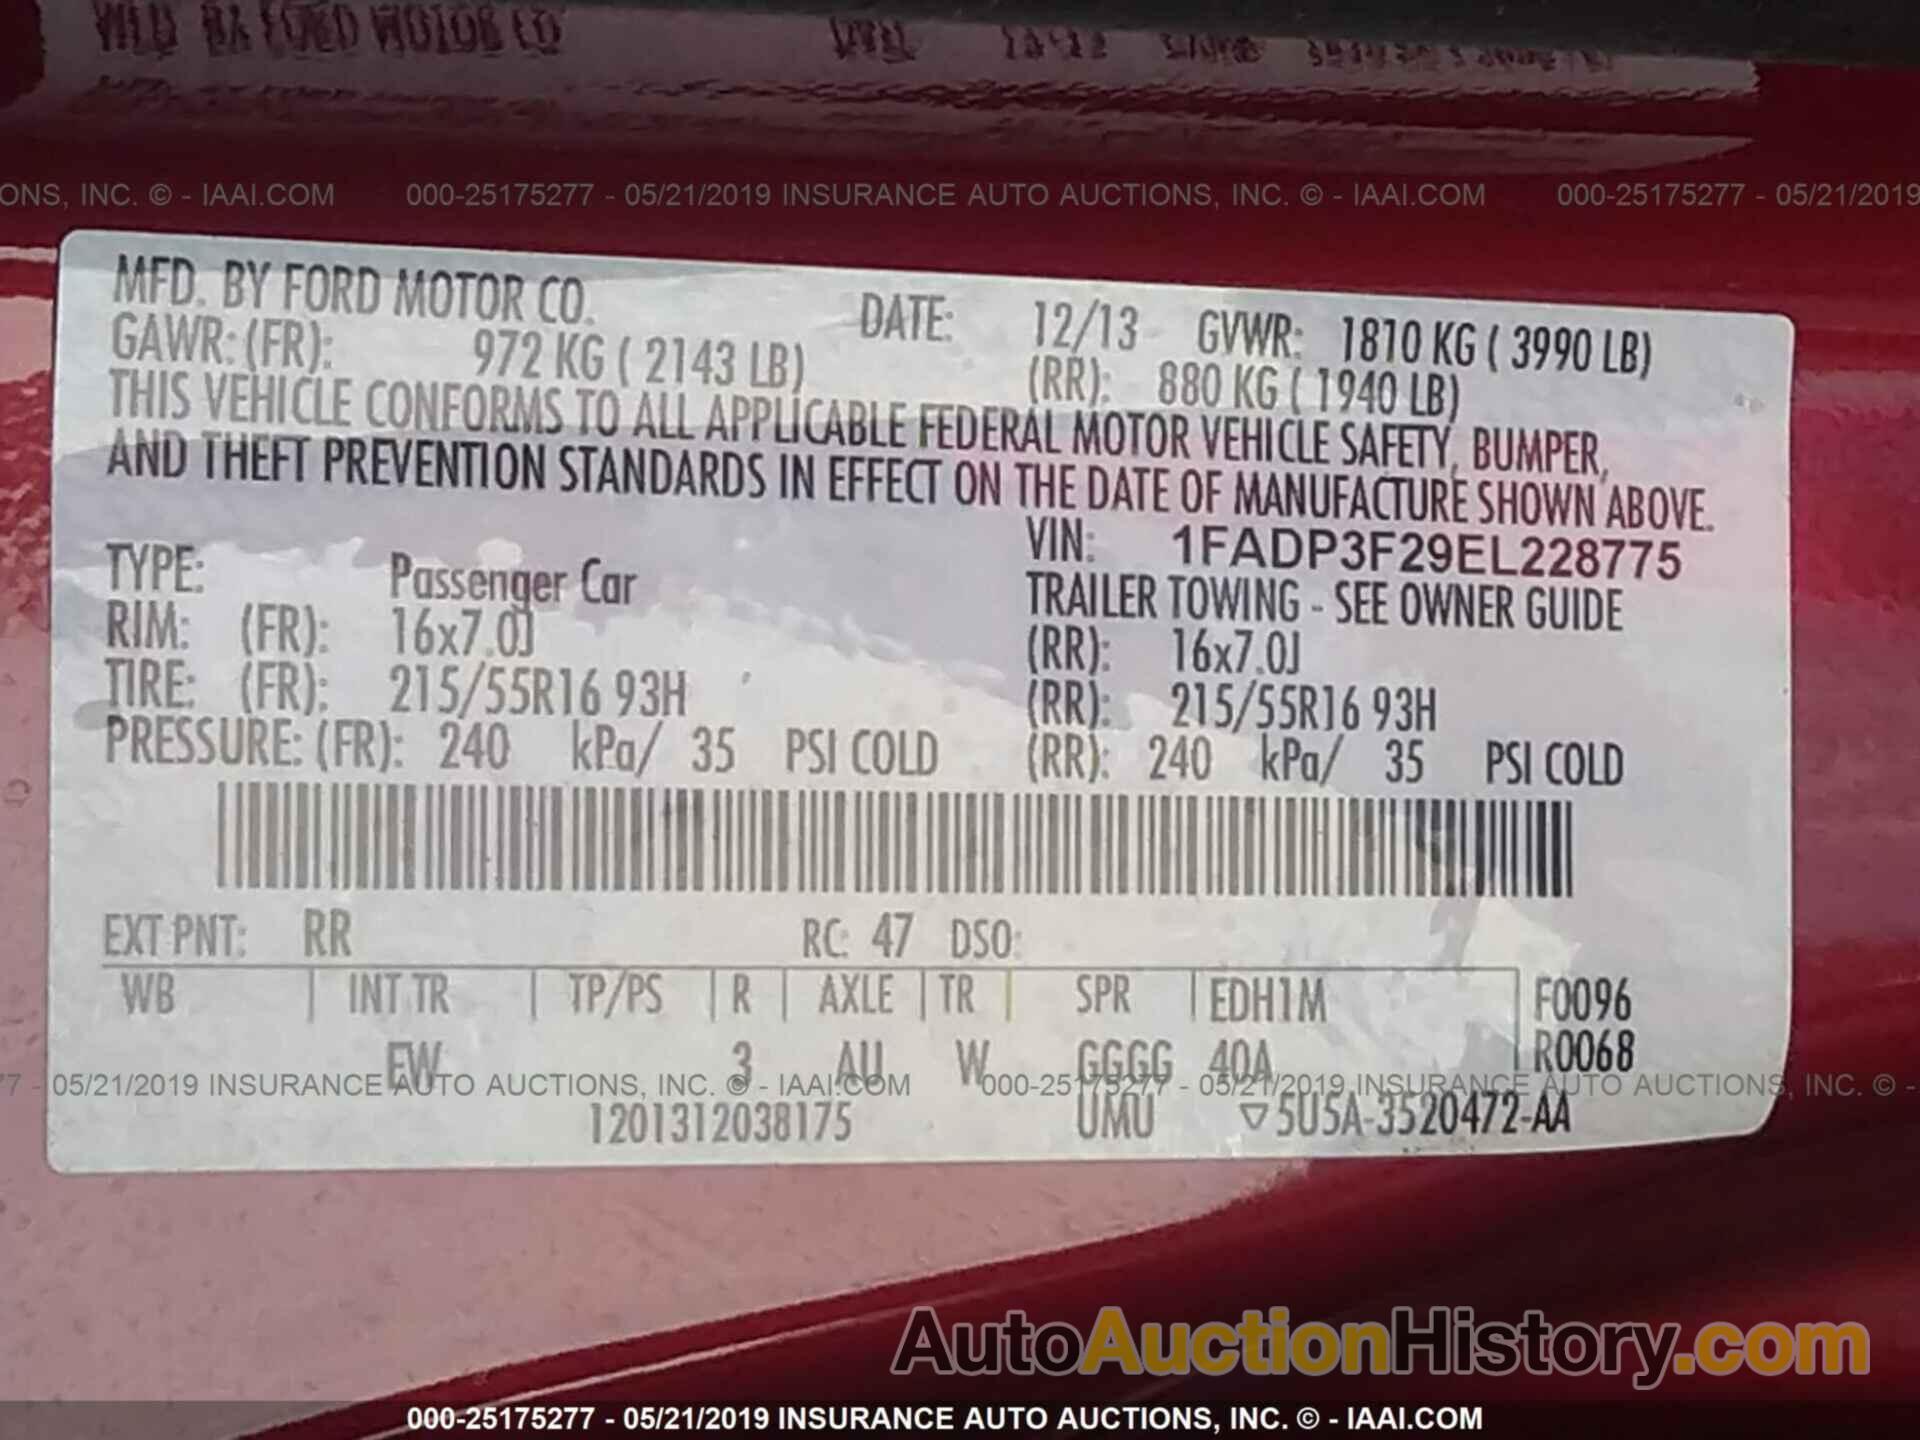 ONS, INC. © - IAAI.COM 000-25175277 - 05/21/2019 INSURANCE AUTO AUCTIONS, INC. © - IAAI.COM 000-25175277 - 05/21/2019
MFD. BY FORD MOTOR CO. DATE: 12/13 GVWR: 1810 KG ( 3990 LB)
GAWR: (FR): 972 KG ( 2143 LB) (RR): 880 KG ( 1940 LB)
THIS VEHICLE CONFORMS TO ALL APPLICABLE FEDERAL MOTOR VEHICLE SAFETY, BUMPER,
AND THEFT PREVENTION STANDARDS IN EFFECT ON THE DATE OF MANUFACTURE SHOWN ABOVE.
VIN: 1FADP3F29EL228775
TYPE: Passenger Car TRAILER TOWING - SEE OWNER GUIDE
RIM: (FR): 16x7.0J (RR): 16x7.0J
TIRE: (FR): 215/55R16 93H (RR): 215/55R16 93H
PRESSURE: (FR): 240 kPa/ 35 PSI COLD (RR): 240 kPa/ 35 PSI COLD
EXT PNT: RR RC: 47 DSO:
WB INT TR TP/PS R AXLE TR SPR EDH1M F0096
EW 3 AU W GGGG 40A R0068
77 - 05/21/2019 INSURANCE AUTO AUCTIONS, INC. © - IAAI.COM 000-25175277 - 05/21/2019 INSURANCE AUTO AUCTIONS, INC. © -
1201312038175 UMU ▽5U5A-3520472-AA
AutoAuctionHistory.com
000-25175277 - 05/21/2019 INSURANCE AUTO AUCTIONS, INC. © - IAAI.COM